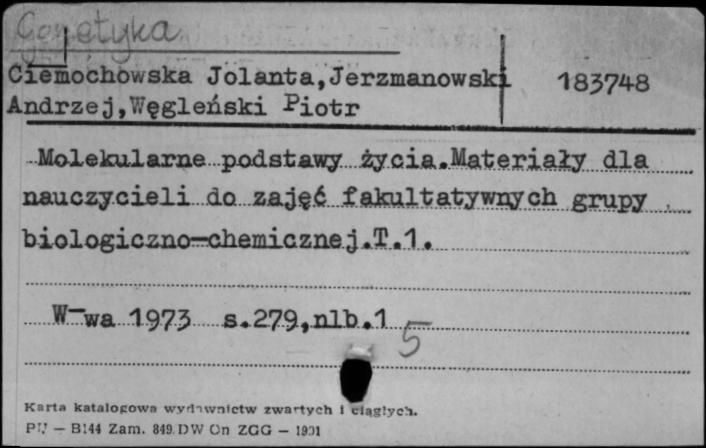 Genetyka
Ciemochowska Jolanta,Jerzmanowski 183748
Andrzej,Węgleński Piotr
Molekularne podstawy życia.Materiały dla
nauczycieli do zajęć fakultatywnych grupy
biologiczno-chemicznej.T.1.
W-wa 1973 s.279,nlb.1
5
Karta katalogowa wydawnictw zwartych i ciągłych.
PU — B144 Zam. 849.DW On ZGG — 1901